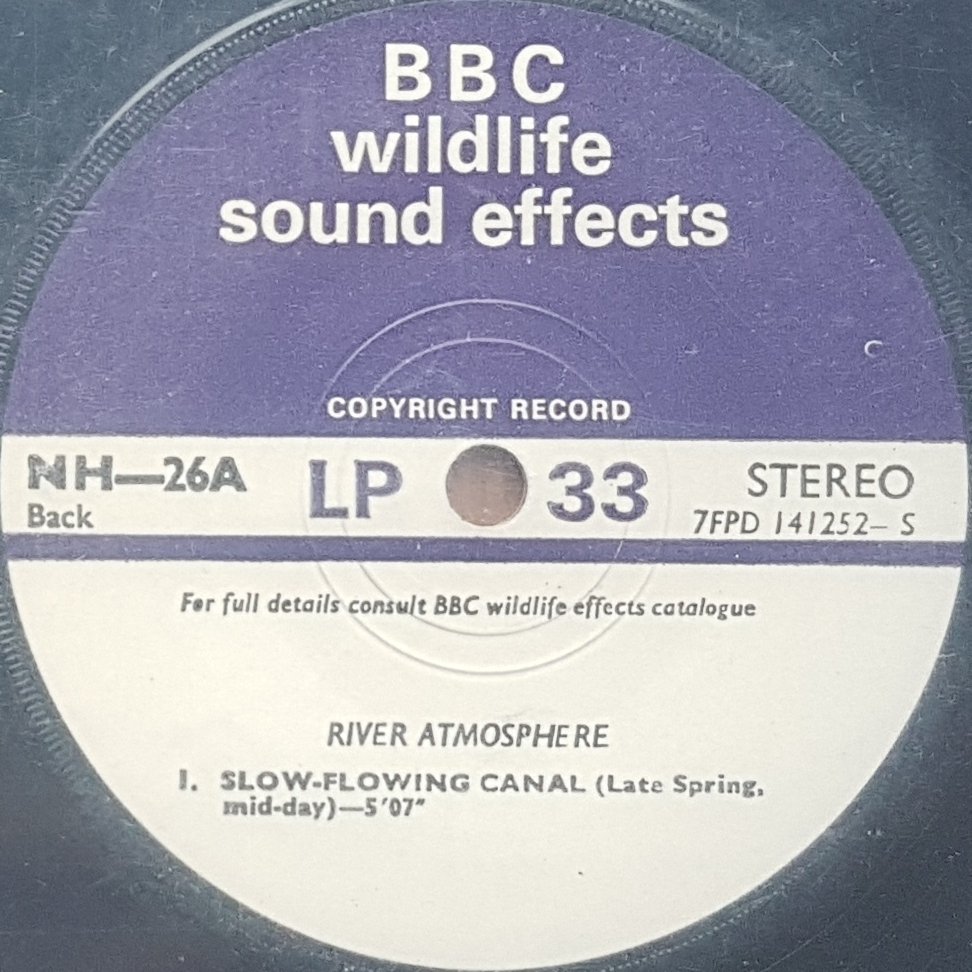 BBC
wildlife
sound effects
COPYRIGHT RECORD
NH—26A LP 33 STEREO
Back 7FPD 141252– S
For full details consult BBC wildlife effects catalogue
RIVER ATMOSPHERE
1. SLOW-FLOWING CANAL (Late Spring,
mid-day)—5'07"